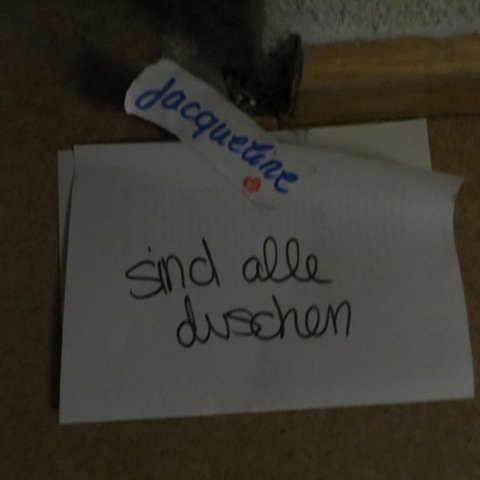 Jacqueline
sind alle
duschen